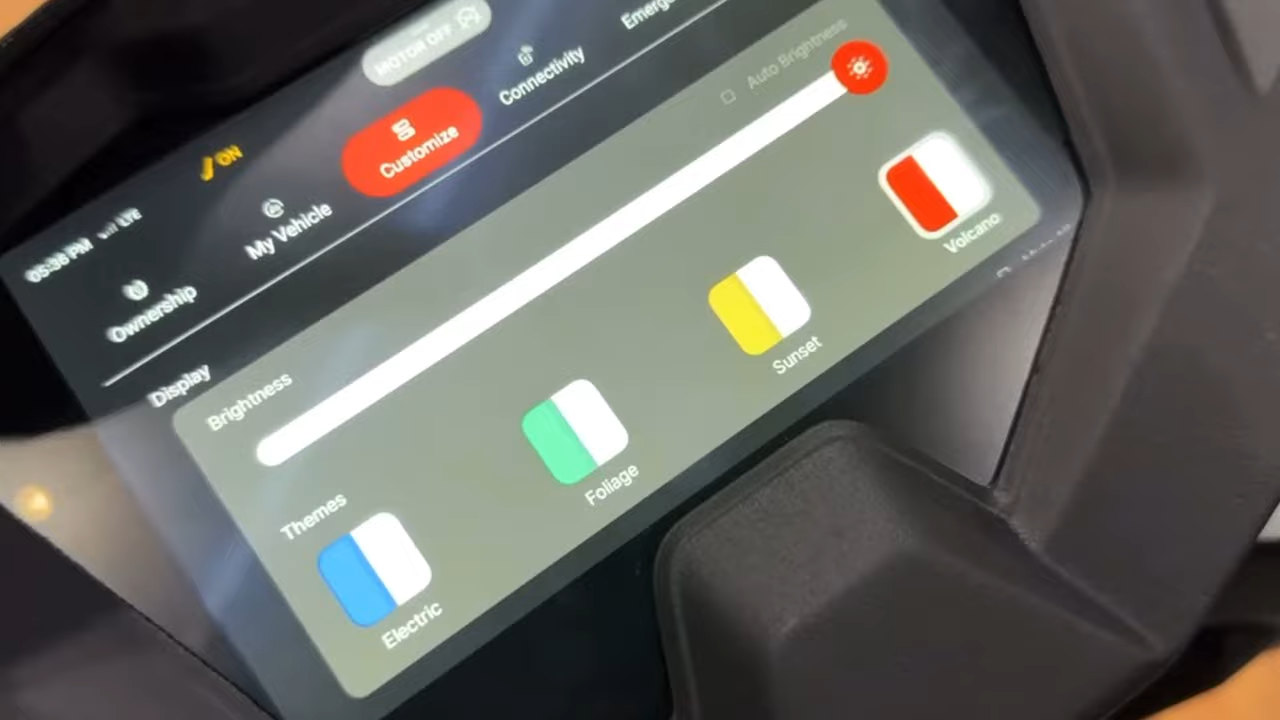 MOTOR OFF
05:38 PM
LTE
ON
Ownership
My Vehicle
Customize
Connectivity
Display
Brightness
Auto Brightness
Themes
Electric
Foliage
Sunset
Volcano